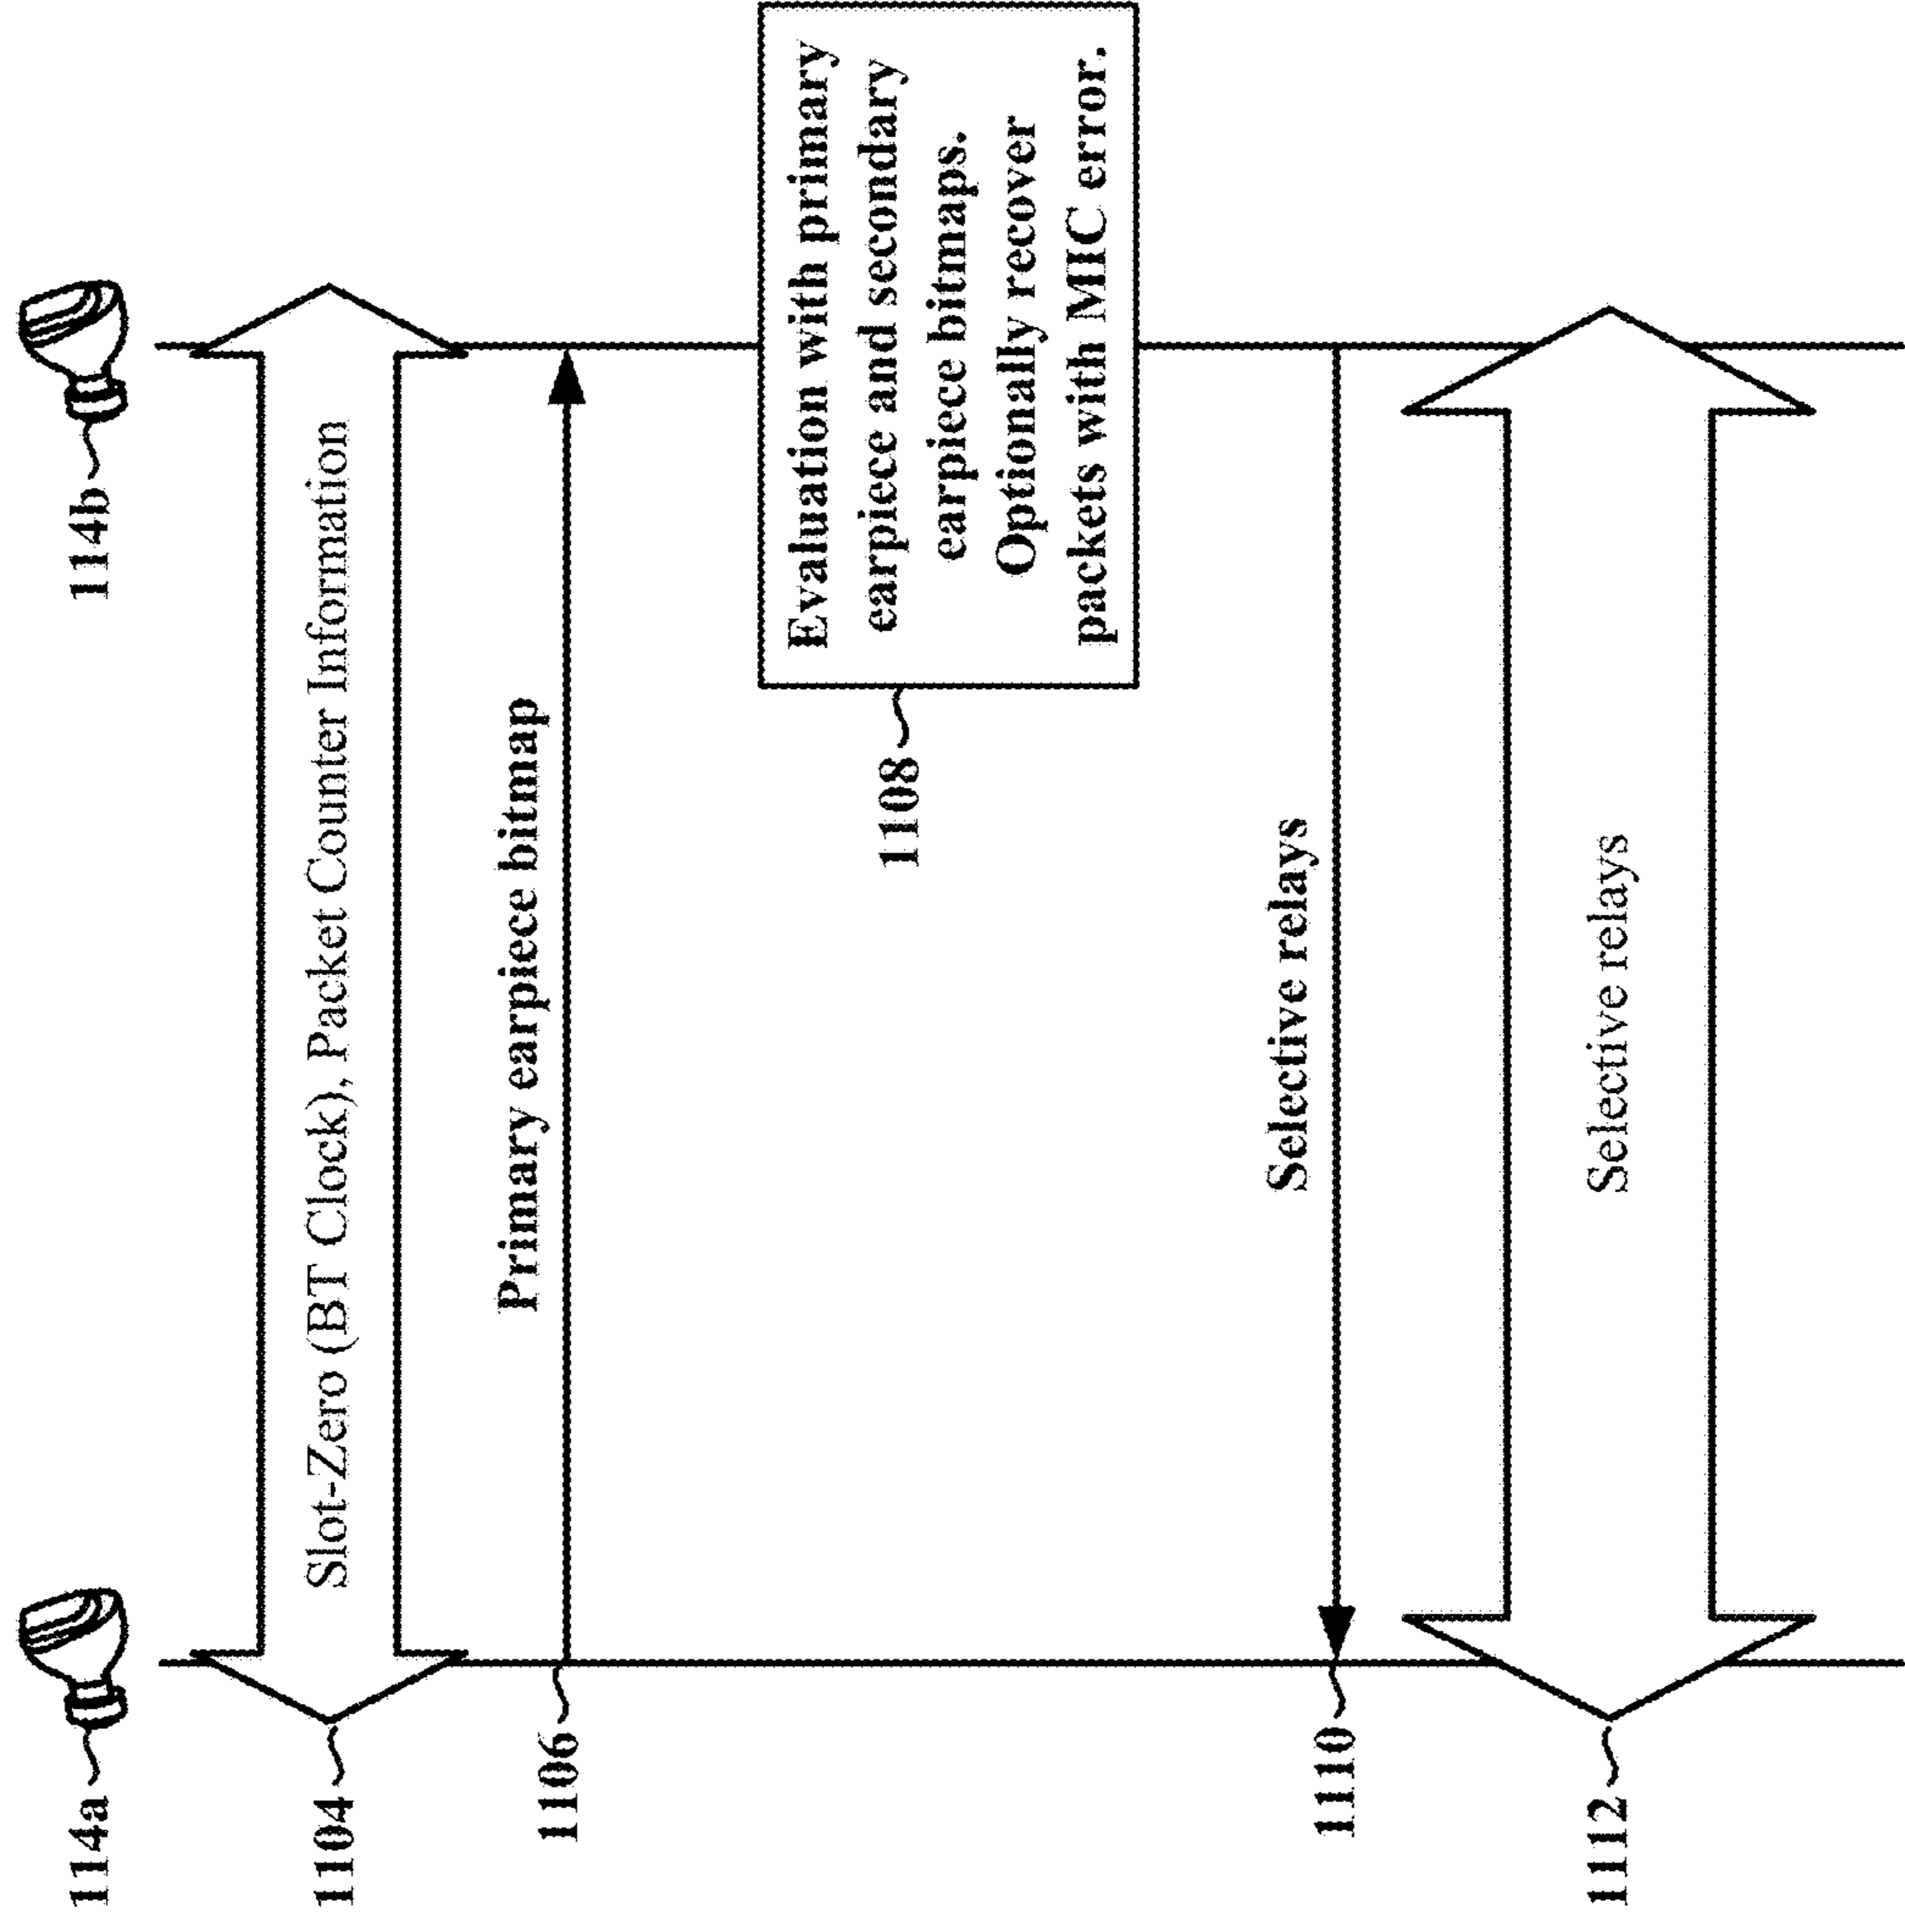 114a
114b
1104
Slot-Zero (BT Clock), Packet Counter Information
1106
Primary earpiece bitmap
1108
Evaluation with primary
earpiece and secondary
earpiece bitmaps.
Optionally recover
packets with MIC error.
1110
Selective relays
1112
Selective relays